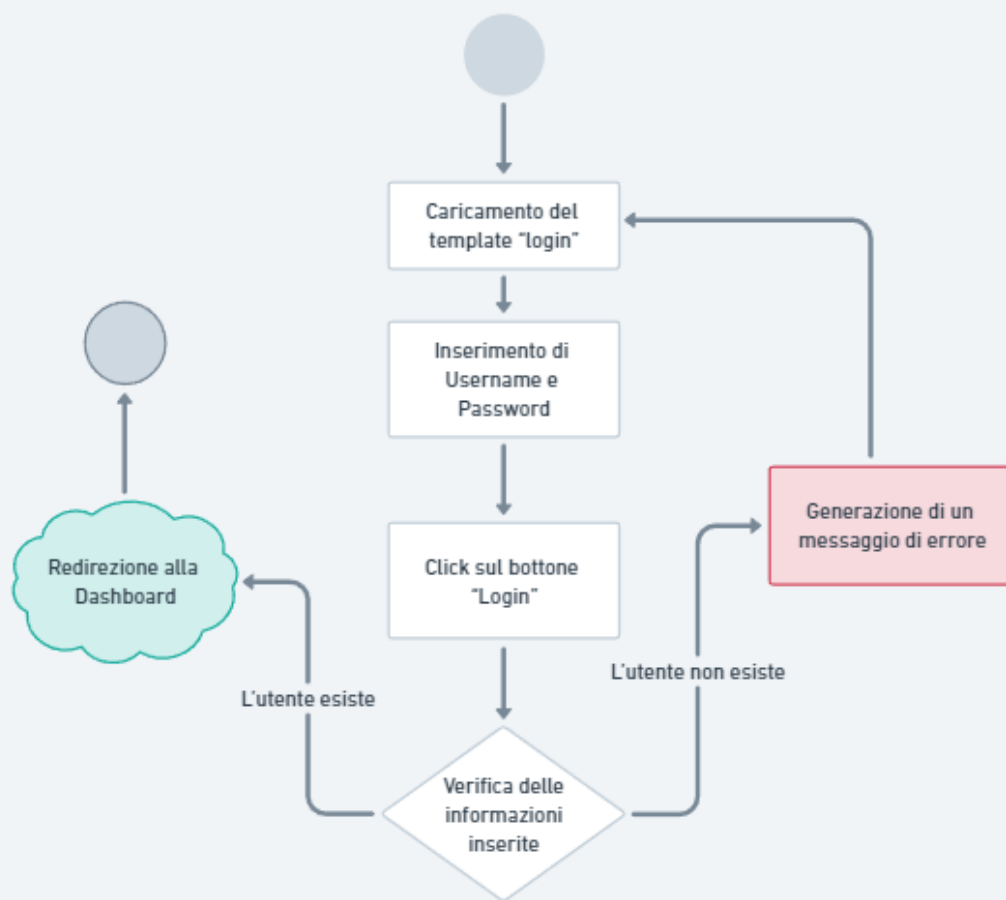 Caricamento del
template “login”
Inserimento di
Username e
Password
Click sul bottone
“Login”
Verifica delle
informazioni
inserite
L'utente esiste
Redirezione alla
Dashboard
L'utente non esiste
Generazione di un
messaggio di errore